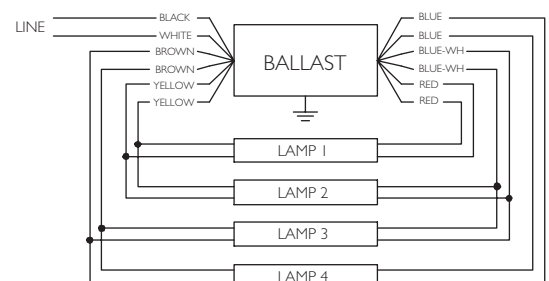 LINE
BLACK
WHITE
BROWN
BROWN
YELLOW
YELLOW
BALLAST
BLUE
BLUE
BLUE-WH
BLUE-WH
RED
RED
LAMP 1
LAMP 2
LAMP 3
LAMP 4